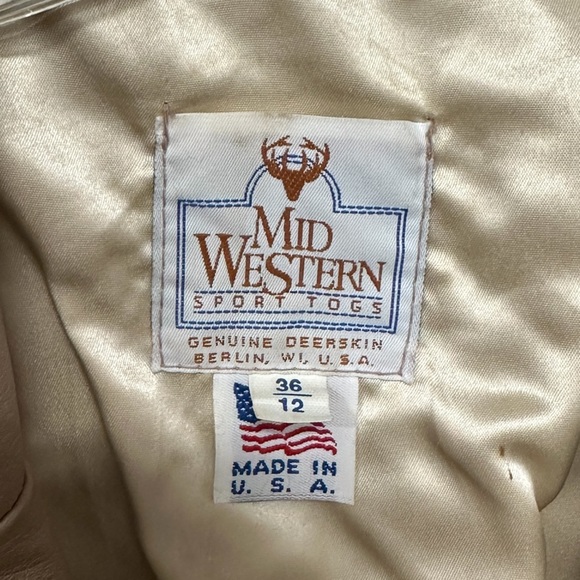 MID
WESTERN
SPORT TOGS
GENUINE DEERSKIN
BERLIN, WI, U.S.A.
36
12
MADE IN
U. S. A.